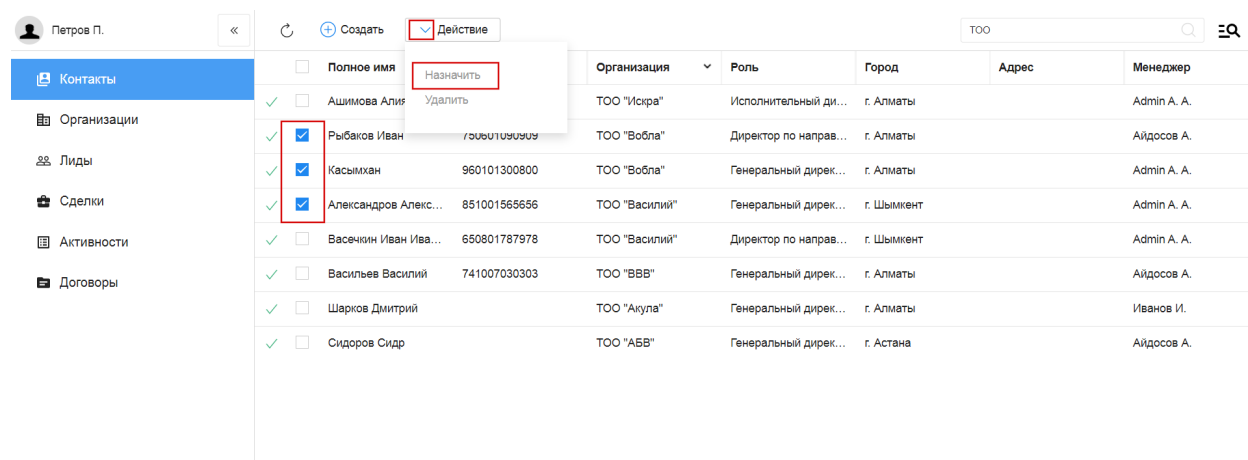 Петров П.
«
Создать
Действие
ТОО
Контакты
Организации
Лиды
Сделки
Активности
Договоры
Назначить
Удалить
Полное имя Организация Роль Город Адрес Менеджер
Ашимова ТОО "Искра" Исполнительный ди... г. Алматы Admin A. A.
Рыбаков Иван 750601090909 ТОО "Вобла" Директор по направ... г. Алматы Айдосов А.
Касымхан 960101300800 ТОО "Вобла" Генеральный дирек... г. Алматы Admin A. A.
Александров Алекс... 851001565656 ТОО "Василий" Генеральный дирек... г. Шымкент Admin A. A.
Васечкин Иван Ива... 650801787978 ТОО "Василий" Директор по направ... г. Шымкент Admin A. A.
Васильев Василий 741007030303 ТОО "ВВВ" Генеральный дирек... г. Алматы Айдосов А.
Шарков Дмитрий ТОО "Акула" Генеральный дирек... г. Алматы Иванов И.
Сидоров Сидр ТОО "АБВ" Генеральный дирек... г. Астана Айдосов А.